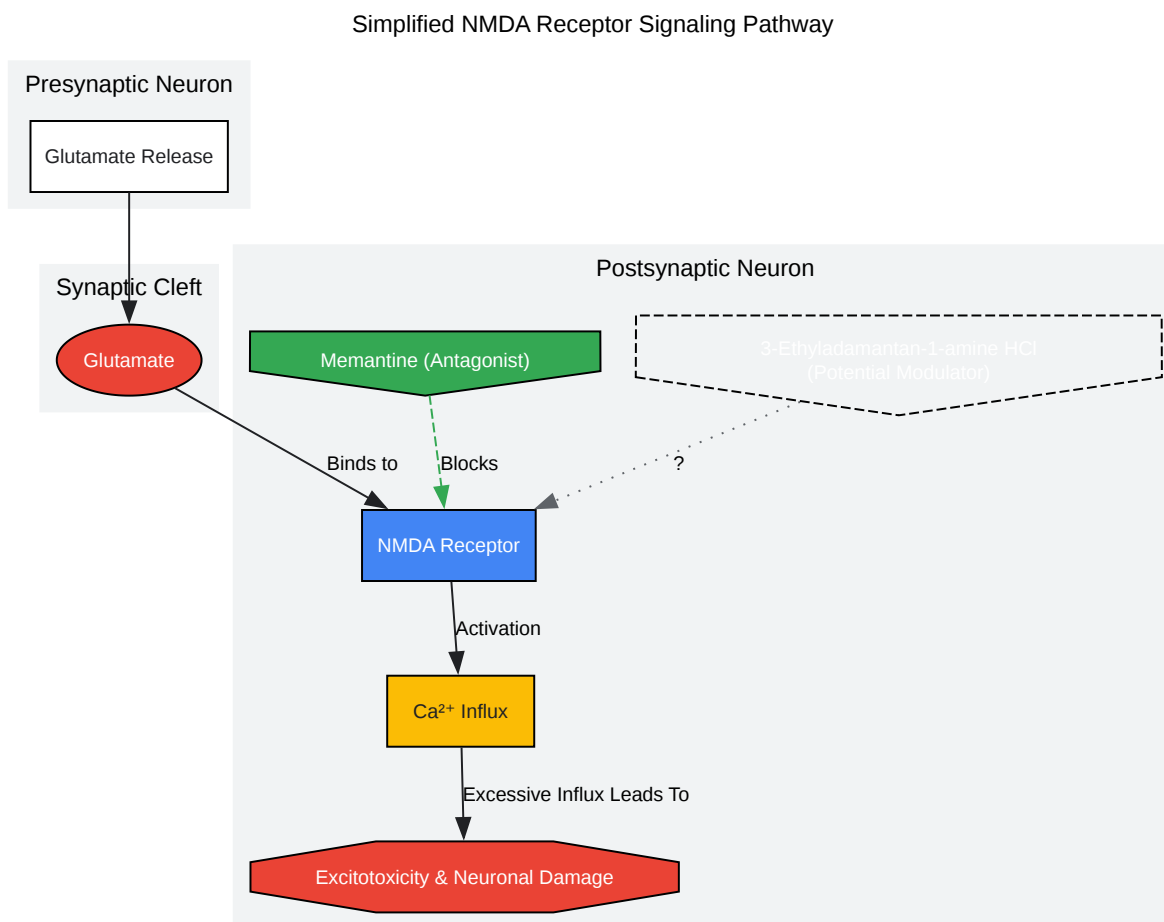 Simplified NMDA Receptor Signaling Pathway
Presynaptic Neuron
Glutamate Release
Synaptic Cleft
Glutamate
Postsynaptic Neuron
Memantine (Antagonist)
3-Ethyladamantan-1-amine HCl
(Potential Modulator)
Binds to
Blocks
?
NMDA Receptor
Activation
Ca²⁺ Influx
Excessive Influx Leads To
Excitotoxicity & Neuronal Damage